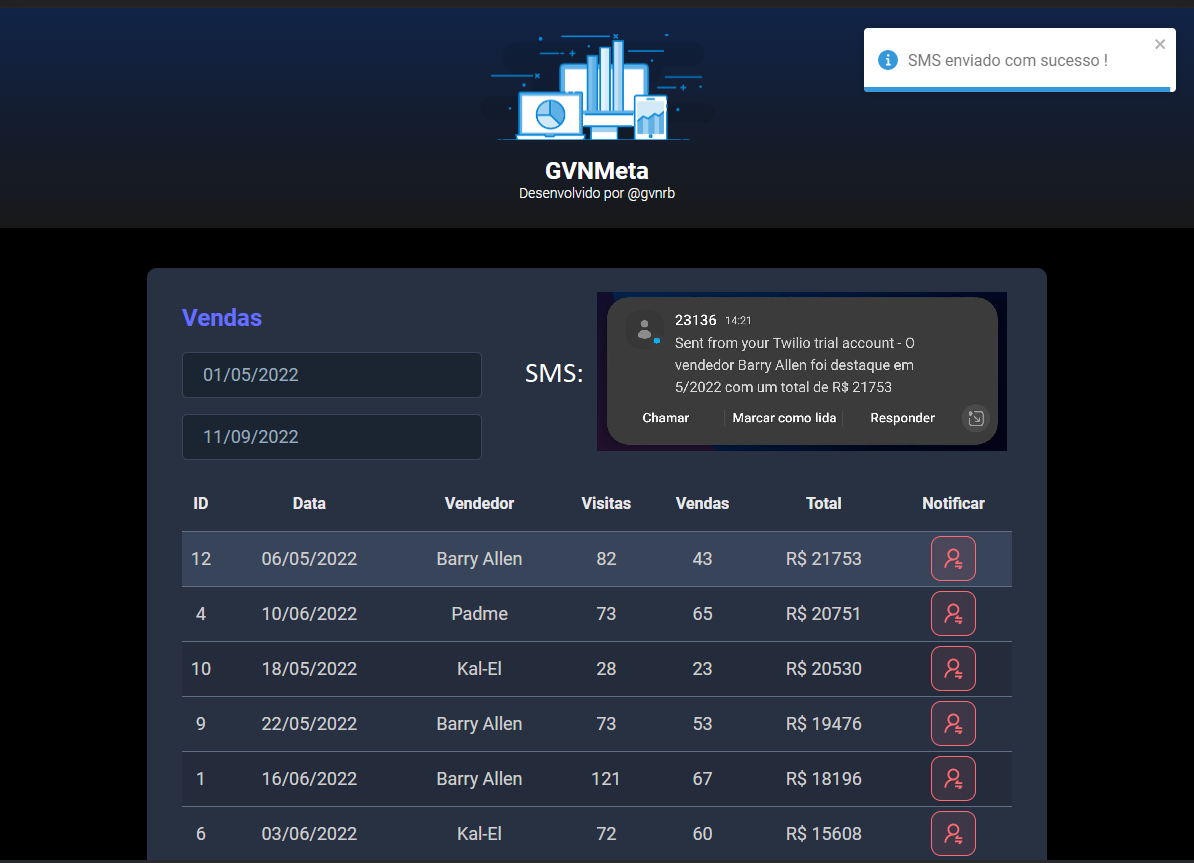 SMS enviado com sucesso !
GVNMeta
Desenvolvido por @gvnrb
Vendas
01/05/2022
11/09/2022
SMS:
23136 14:21
Sent from your Twilio trial account - O
vendedor Barry Allen foi destaque em
5/2022 com um total de R$ 21753
Chamar Marcar como lida Responder
ID Data Vendedor Visitas Vendas Total Notificar
12 06/05/2022 Barry Allen 82 43 R$ 21753
4 10/06/2022 Padme 73 65 R$ 20751
10 18/05/2022 Kal-El 28 23 R$ 20530
9 22/05/2022 Barry Allen 73 53 R$ 19476
1 16/06/2022 Barry Allen 121 67 R$ 18196
6 03/06/2022 Kal-El 72 60 R$ 15608